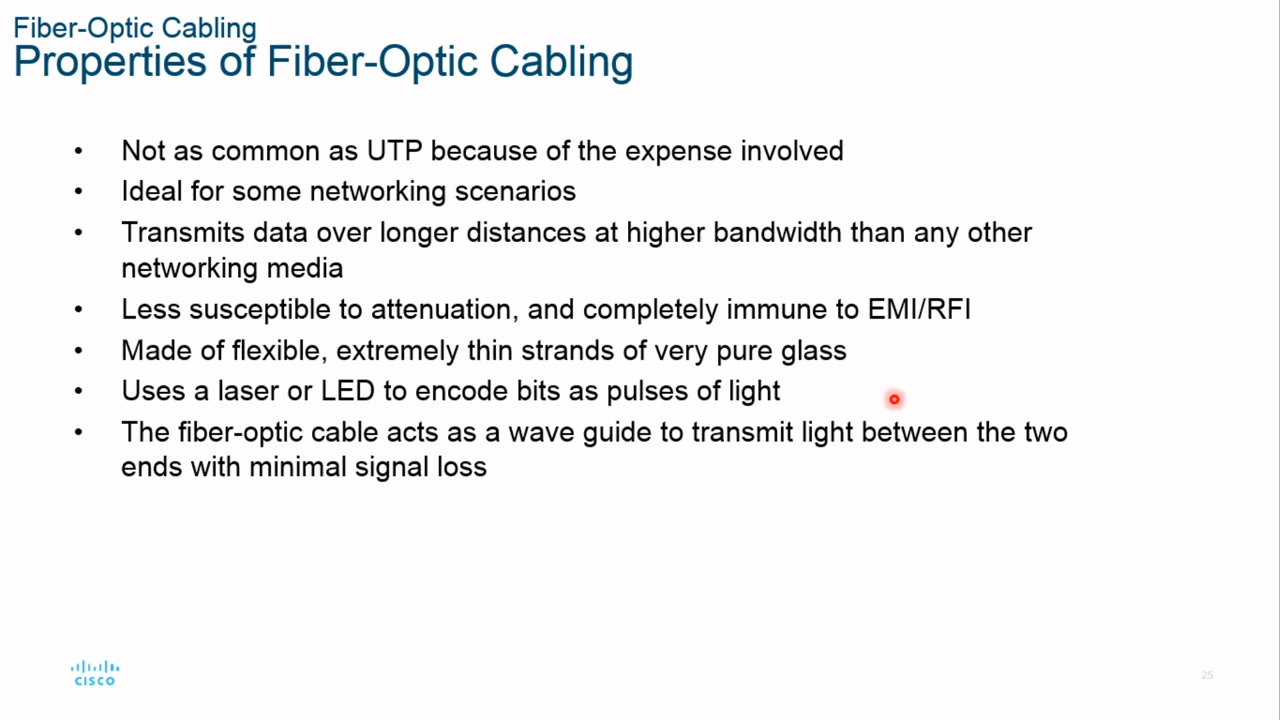 Fiber-Optic Cabling
Properties of Fiber-Optic Cabling
• Not as common as UTP because of the expense involved
• Ideal for some networking scenarios
• Transmits data over longer distances at higher bandwidth than any other
networking media
• Less susceptible to attenuation, and completely immune to EMI/RFI
• Made of flexible, extremely thin strands of very pure glass
• Uses a laser or LED to encode bits as pulses of light
• The fiber-optic cable acts as a wave guide to transmit light between the two
ends with minimal signal loss
CISCO
25